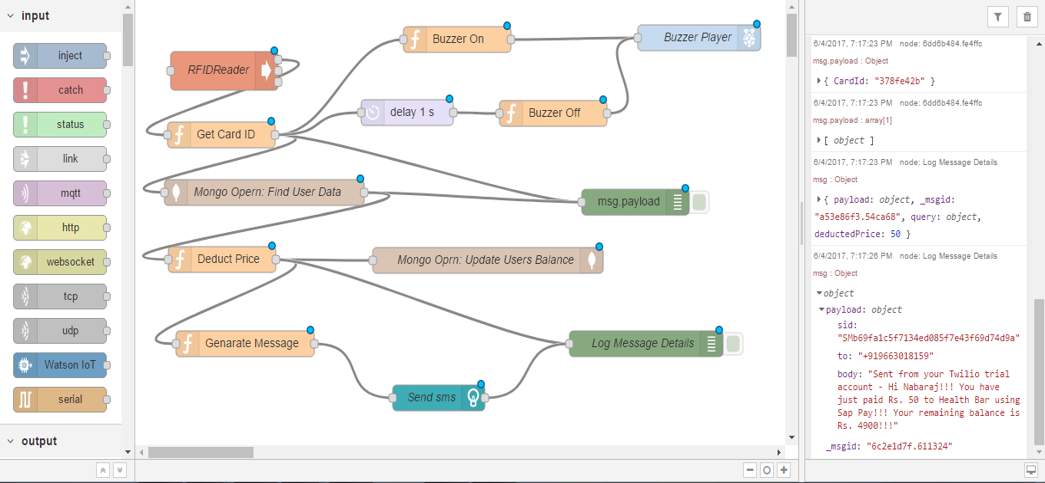 input
inject
catch
status
link
mqtt
http
websocket
tcp
udp
Watson IoT
serial
output
RFIDReader
Buzzer On
Buzzer Player
delay 1 s
Buzzer Off
Get Card ID
Mongo Opern: Find User Data
msg.payload
Deduct Price
Mongo Oprn: Update Users Balance
Genarate Message
Log Message Details
Send sms
6/4/2017, 7:17:23 PM node: 6dd6b484.fe4ffc
msg.payload : Object
{ CardId: "378fe42b" }
6/4/2017, 7:17:23 PM node: 6dd6b484.fe4ffc
msg.payload : array[1]
[ object ]
6/4/2017, 7:17:23 PM node: Log Message Details
msg : Object
{ payload: object, _msgid:
"a53e86f3.54ca68", query: object,
deductedPrice: 50 }
6/4/2017, 7:17:26 PM node: Log Message Details
msg : Object
object
payload: object
sid:
"SMb69fa1c5f7134ed085f7e43f69d74d9a"
to: "+919663018159"
body: "Sent from your Twilio trial
account - Hi Nabaraj!!! You have
just paid Rs. 50 to Health Bar using
Sap Pay!!! Your remaining balance is
Rs. 4900!!!"
_msgid: "6c2e1d7f.611324"